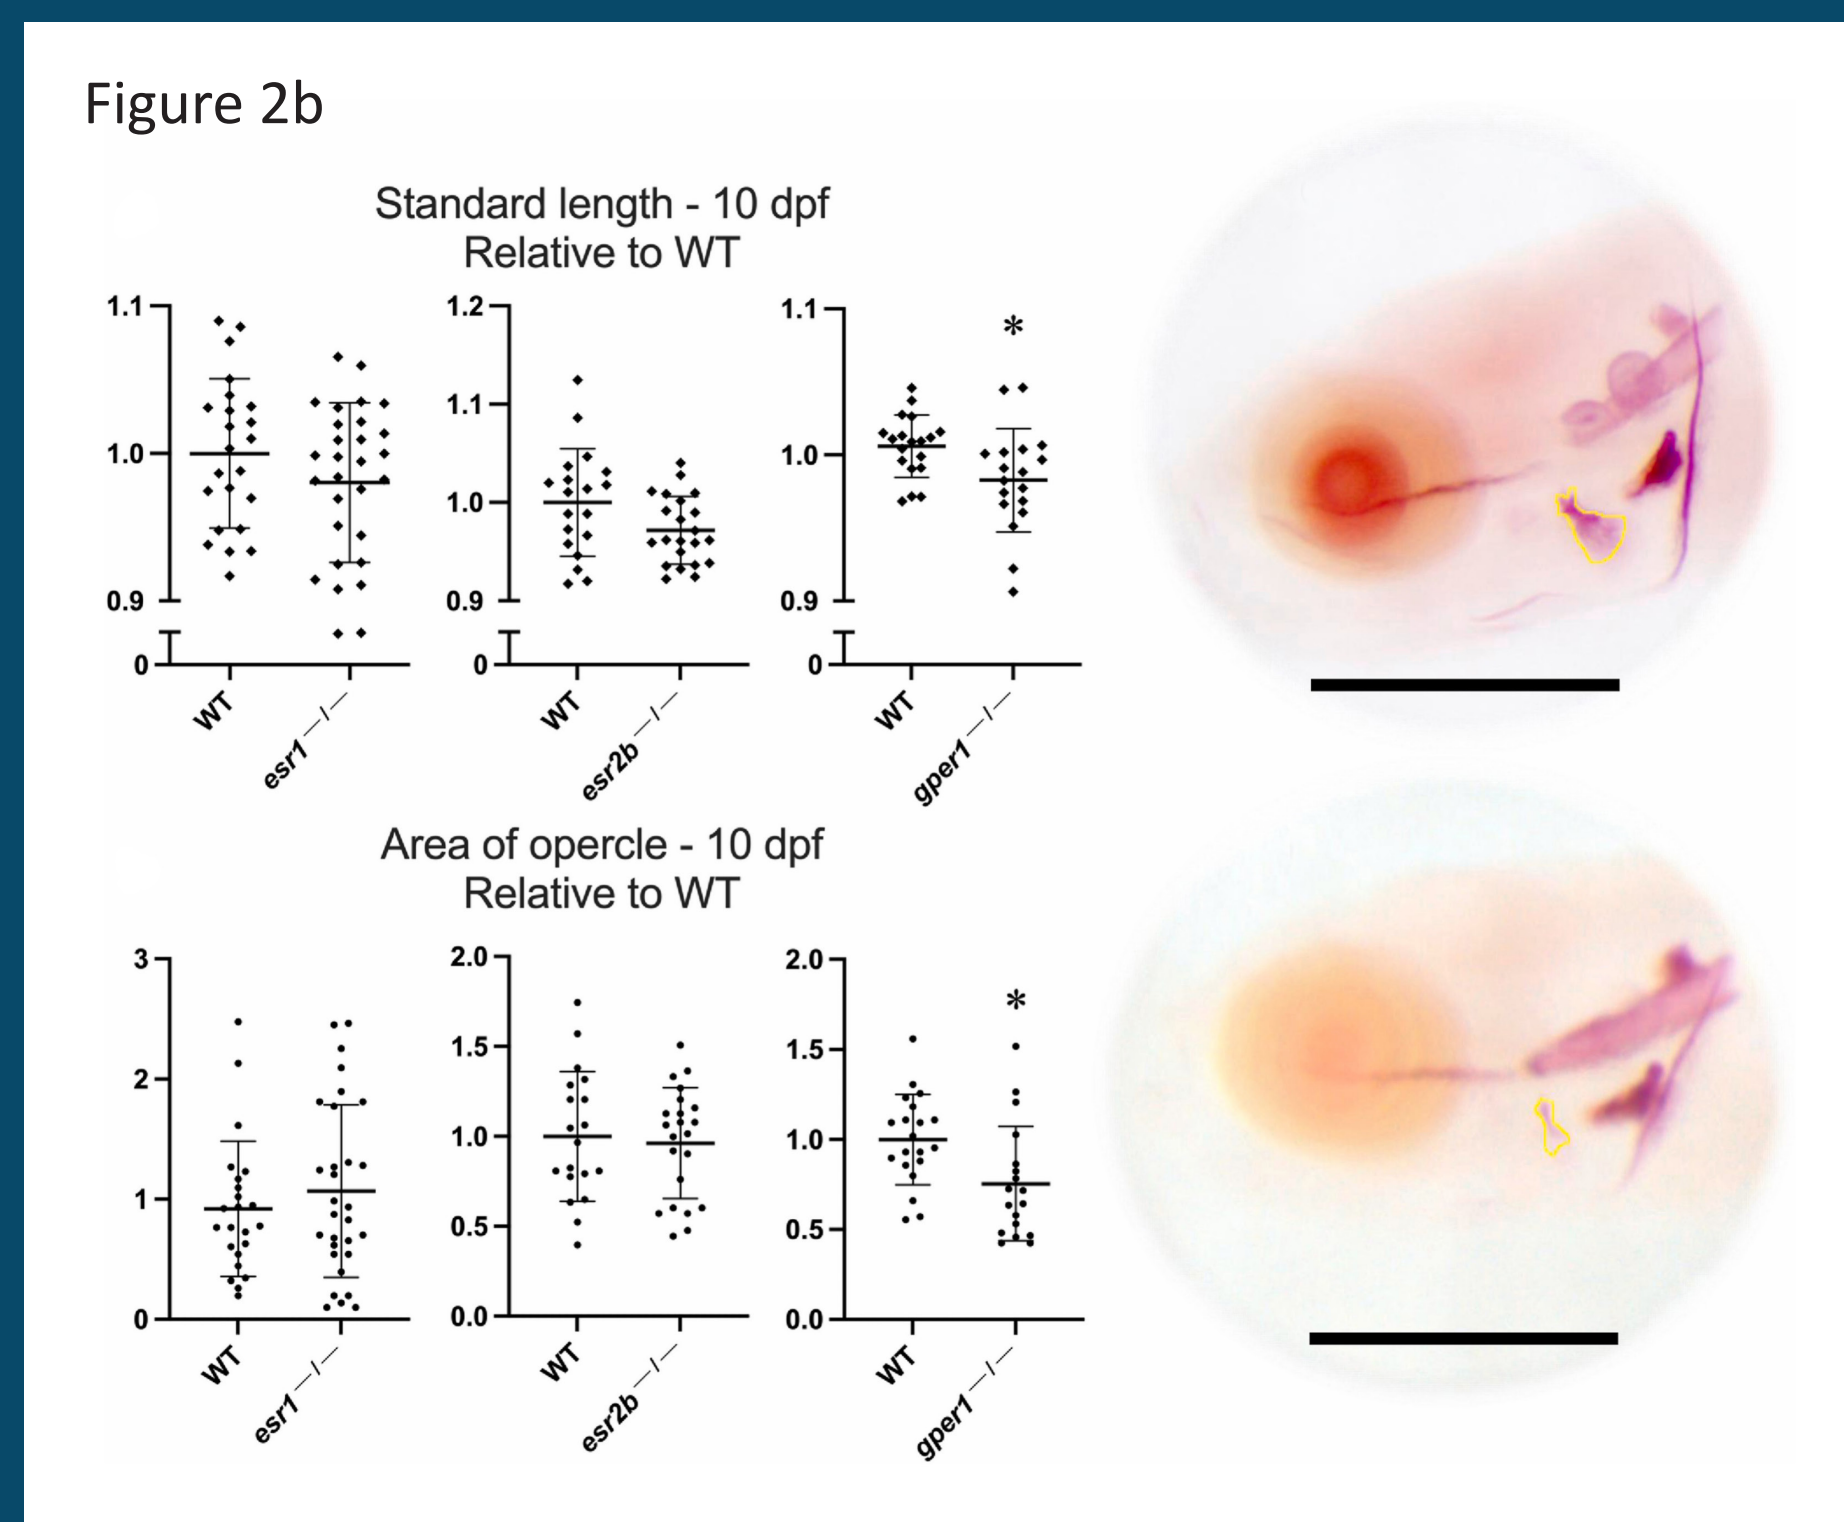 Figure 2b
Standard length - 10 dpf
Relative to WT
1.1
1.0
0.9
0
WT
esr1—/—
1.2
1.1
1.0
0.9
0
WT
esr2b—/—
1.1
1.0
0.9
0
*
WT
gper1—/—
Area of opercle - 10 dpf
Relative to WT
3
2
1
0
WT
esr1—/—
2.0
1.5
1.0
0.5
0.0
WT
esr2b—/—
2.0
1.5
1.0
0.5
0.0
*
WT
gper1—/—